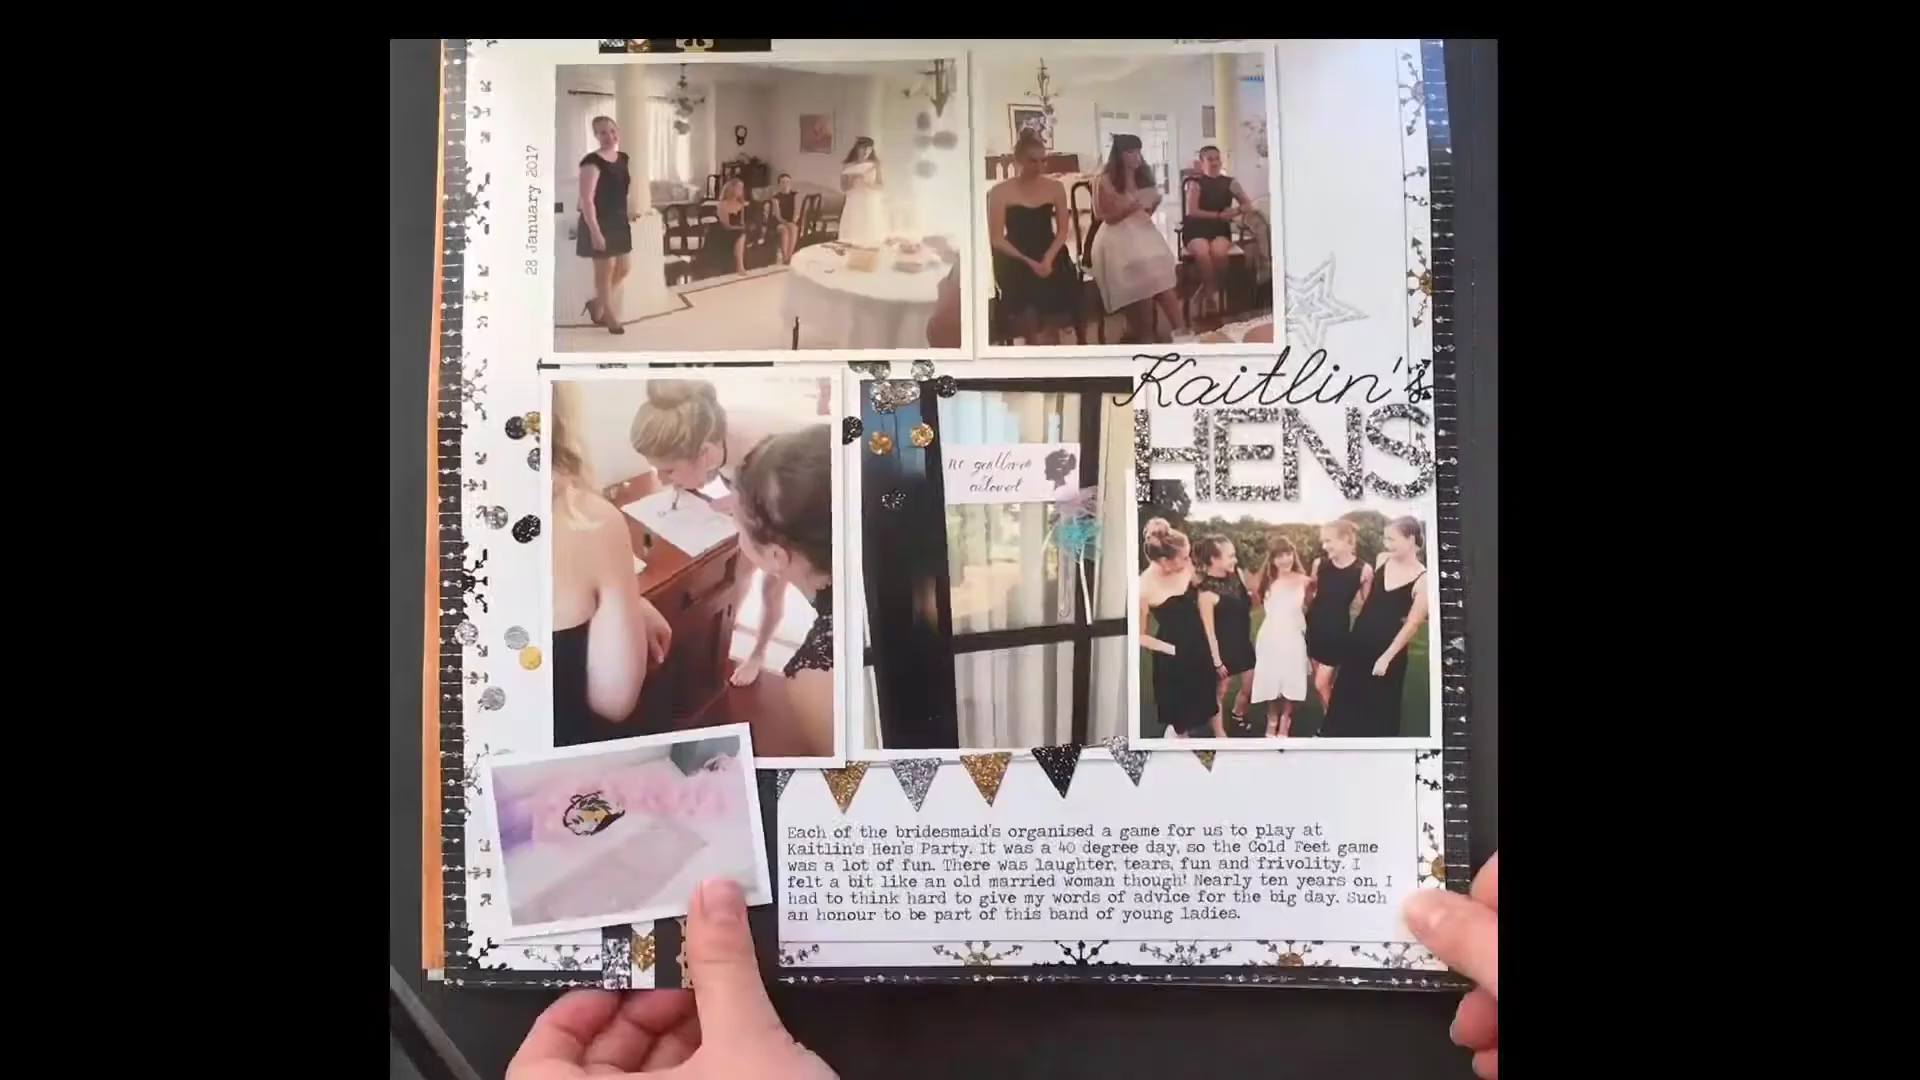 28 January 2017
Kaitlin's
HENS
no gentlemen
allowed
Each of the bridesmaid's organised a game for us to play at
Kaitlin's Hen's Party. It was a 40 degree day, so the Cold Feet game
was a lot of fun. There was laughter, tears, fun and frivolity. I
felt a bit like an old married woman though! Nearly ten years on, I
had to think hard to give my words of advice for the big day. Such
an honour to be part of this band of young ladies.